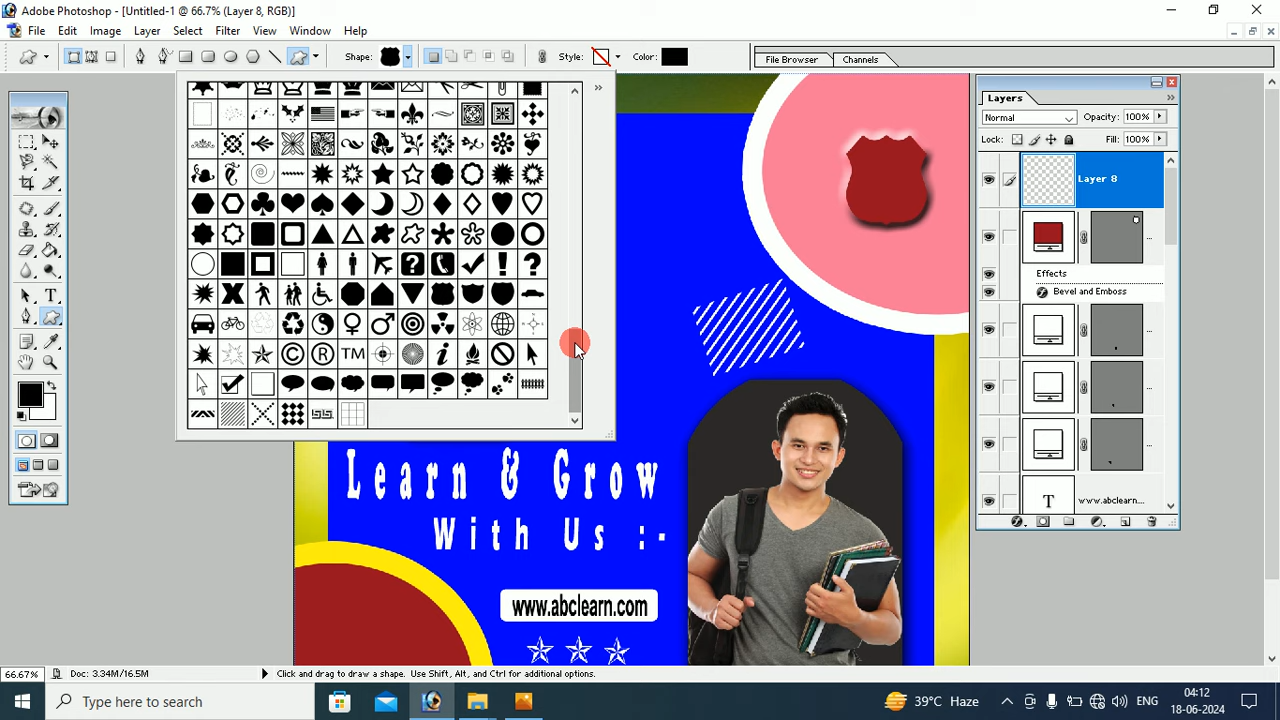 Adobe Photoshop - [Untitled-1 @ 66.7% (Layer 8, RGB)]
File Edit Image Layer Select Filter View Window Help
Shape: Style: Color: File Browser Channels
Layers
Normal Opacity: 100%
Lock: Fill: 100%
Layer 8
Effects
Bevel and Emboss
T www.abclearn...
TM
Learn & Grow
With Us :-
www.abclearn.com
66.67% Doc: 3.34M/16.5M Click and drag to draw a shape. Use Shift, Alt, and Ctrl for additional options.
Type here to search
39°C Haze
ENG
04:12
18-06-2024